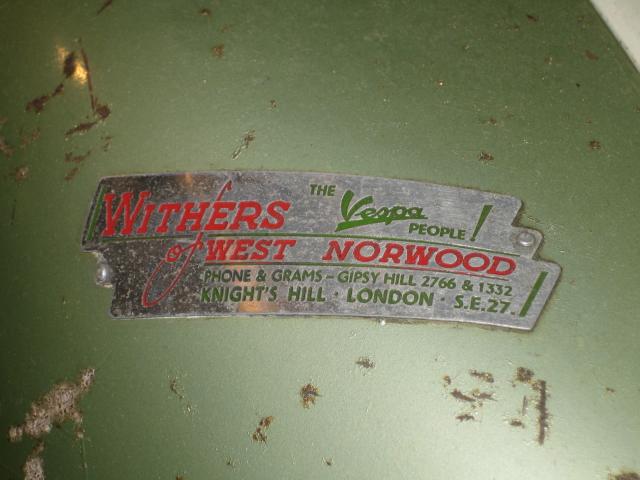 WITHERS THE Vespa PEOPLE!
of WEST NORWOOD
PHONE & GRAMS - GIPSY HILL 2766 & 1332
KNIGHT'S HILL · LONDON · S.E.27.